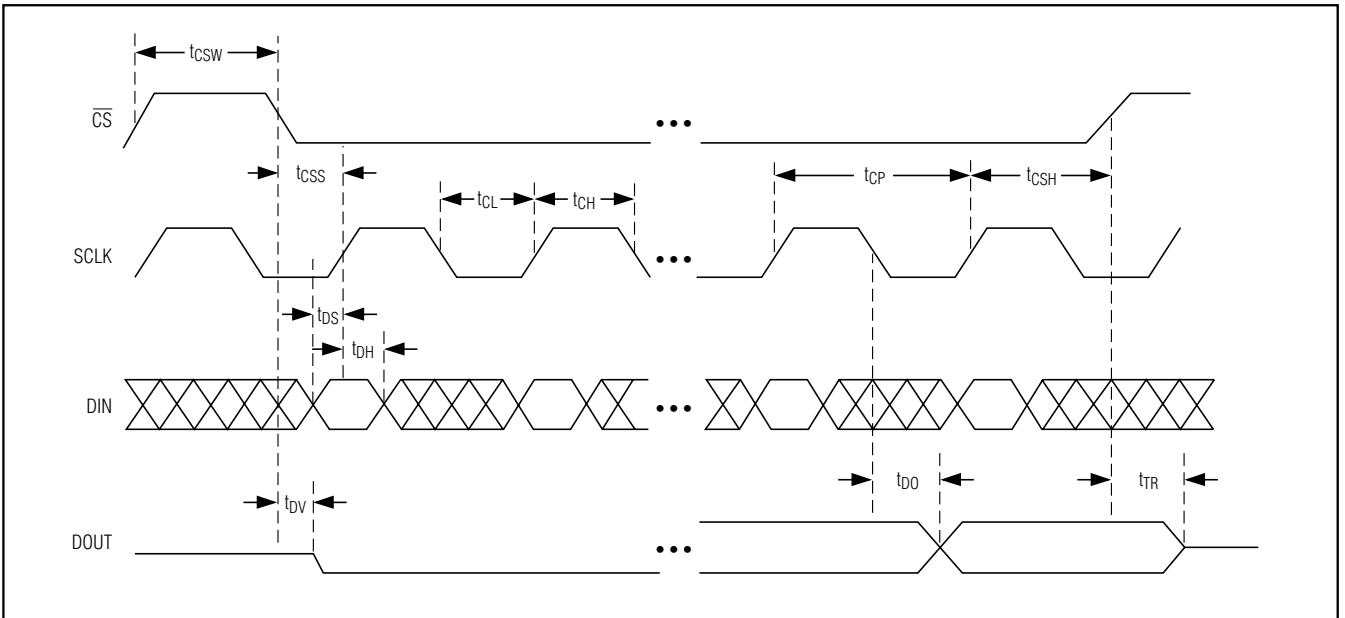 tCSW
CS
•••
tCSS
tCP
tCSH
tCL
tCH
SCLK
•••
tDS
tDH
DIN
•••
tDO
tTR
tDV
DOUT
•••